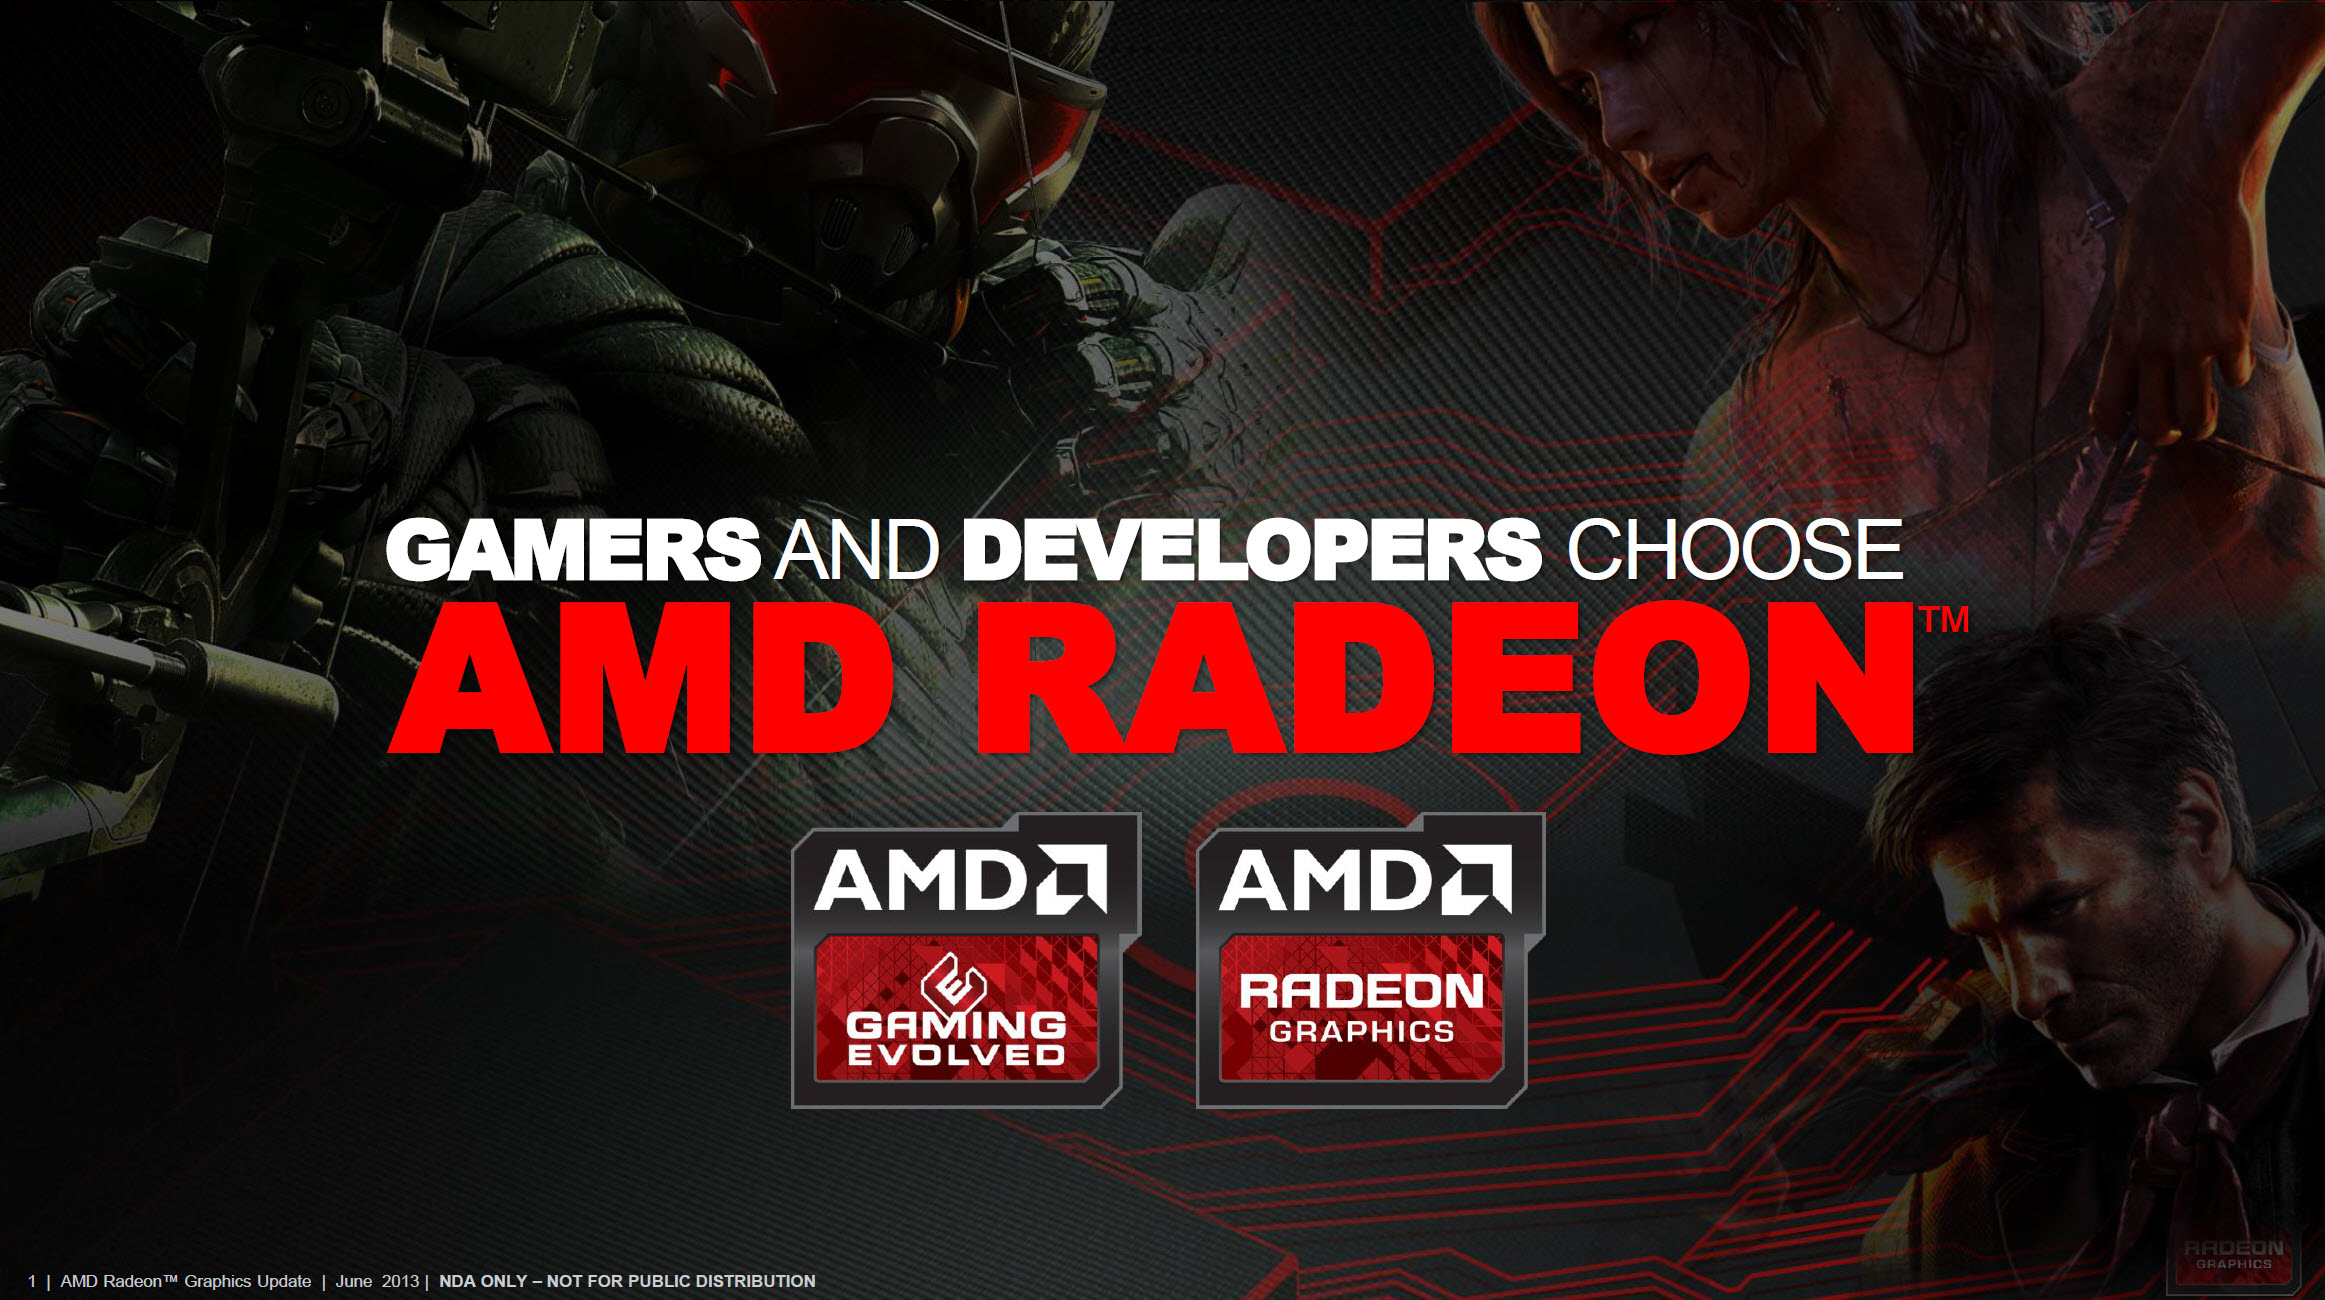 GAMERS AND DEVELOPERS CHOOSE
AMD RADEON™
AMD
GAMING
EVOLVED
AMD
RADEON
GRAPHICS
1 | AMD Radeon™ Graphics Update | June 2013 | NDA ONLY – NOT FOR PUBLIC DISTRIBUTION
RADEON
GRAPHICS